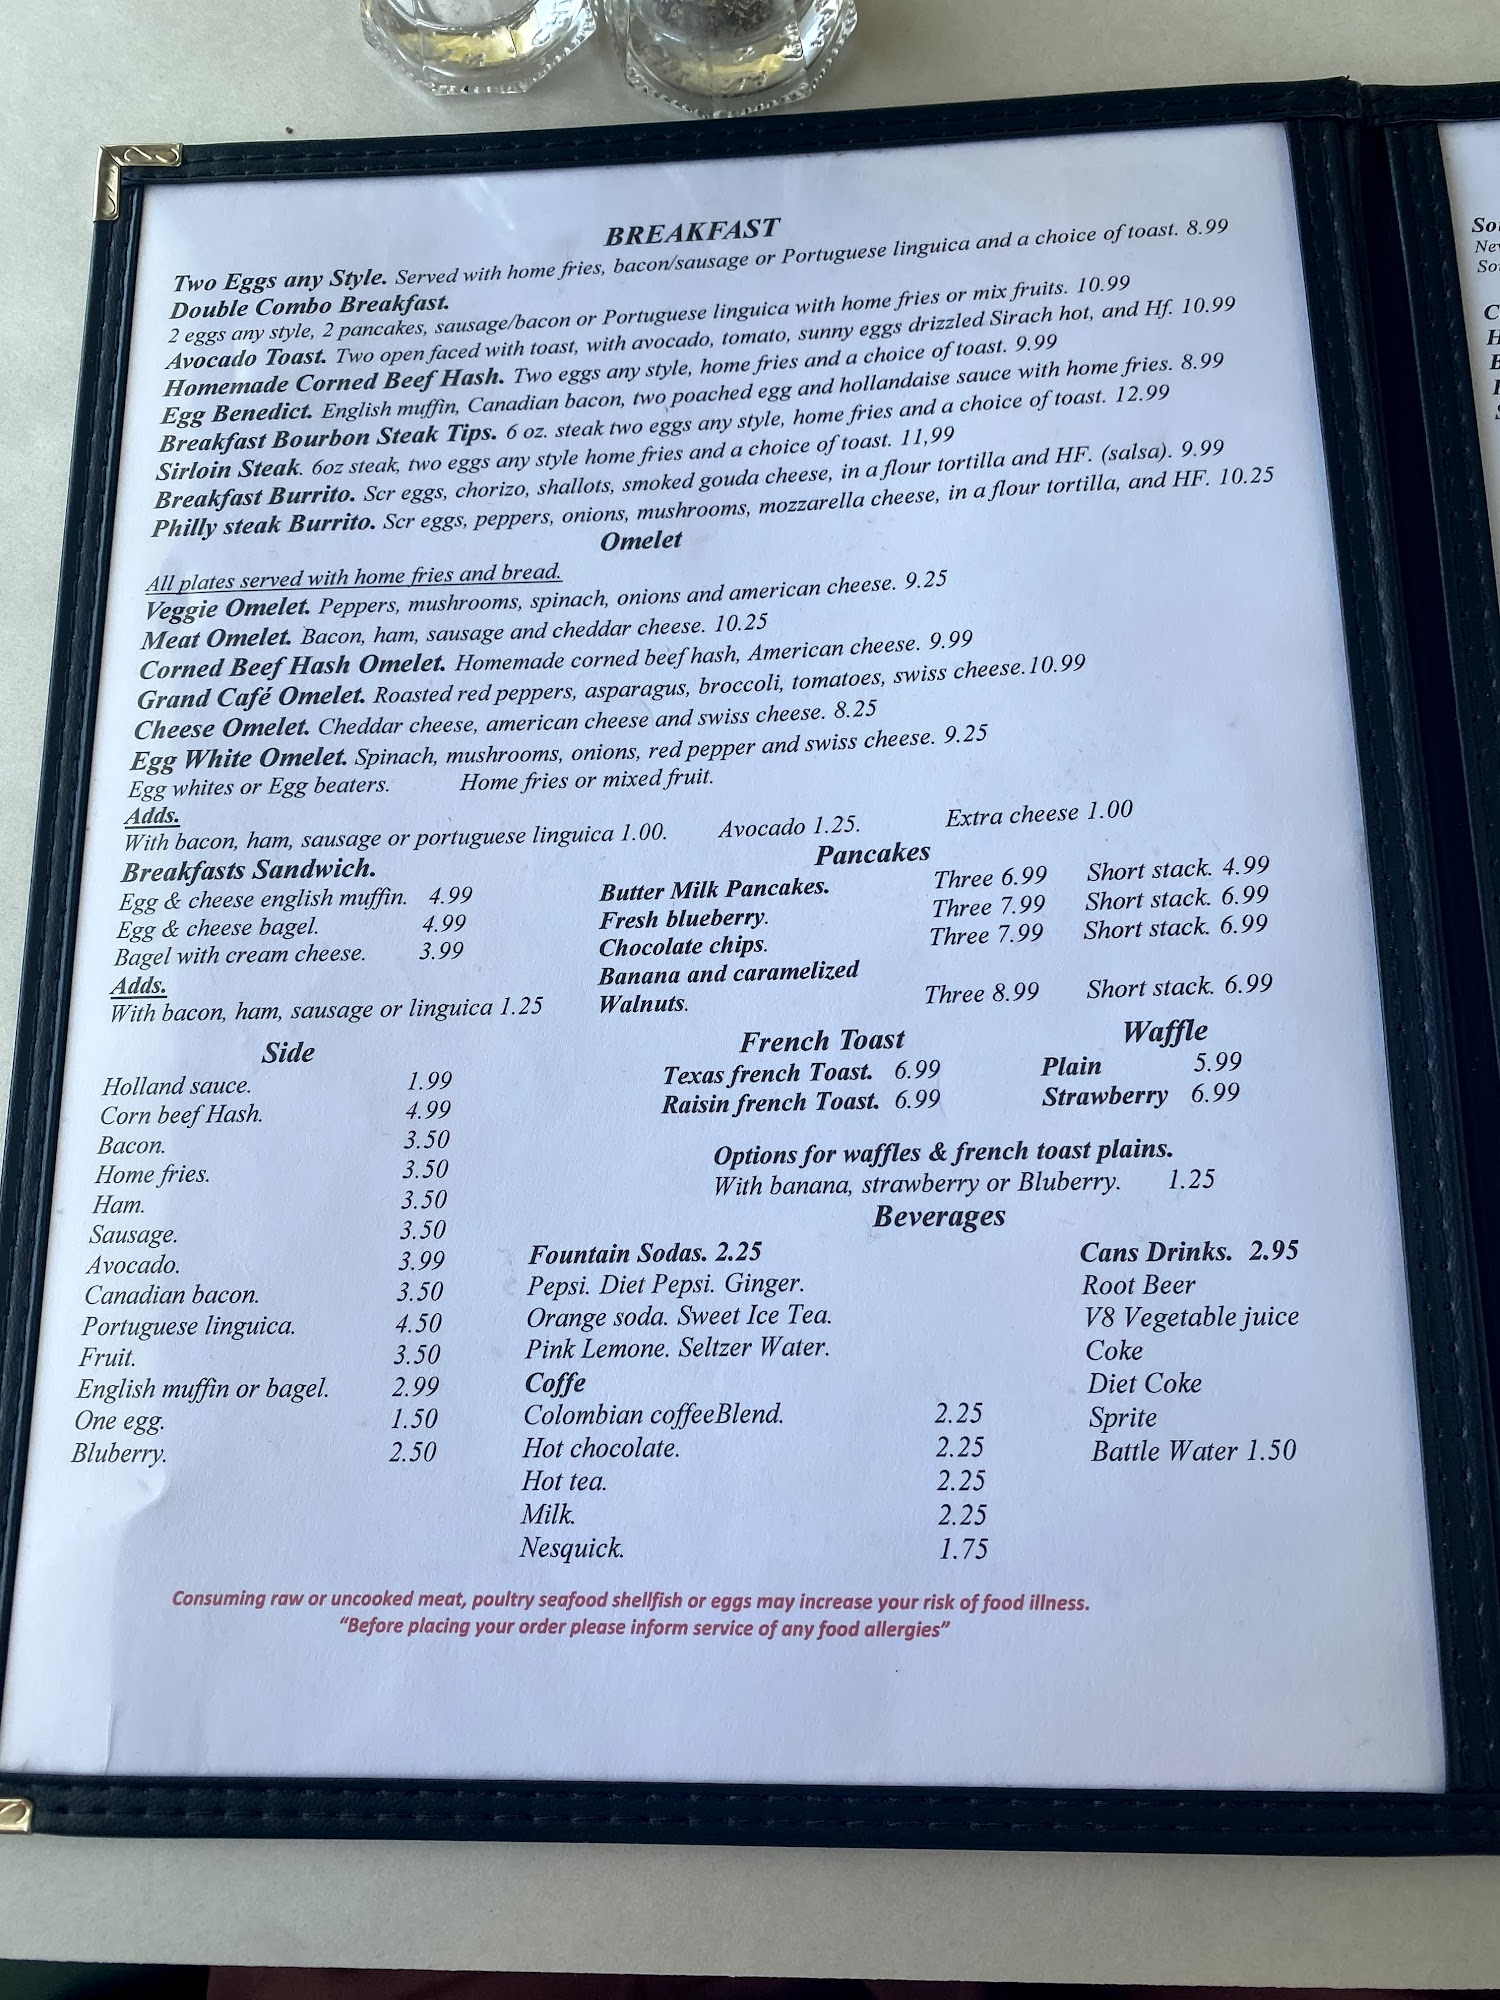 BREAKFAST
Two Eggs any Style. Served with home fries, bacon/sausage or Portuguese linguica and a choice of toast. 8.99
Double Combo Breakfast.
2 eggs any style, 2 pancakes, sausage/bacon or Portuguese linguica with home fries or mix fruits. 10.99
Avocado Toast. Two open faced with toast, with avocado, tomato, sunny eggs drizzled Sirach hot, and Hf. 10.99
Homemade Corned Beef Hash. Two eggs any style, home fries and a choice of toast. 9.99
Egg Benedict. English muffin, Canadian bacon, two poached egg and hollandaise sauce with home fries. 8.99
Breakfast Bourbon Steak Tips. 6 oz. steak two eggs any style, home fries and a choice of toast. 12.99
Sirloin Steak. 6oz steak, two eggs any style home fries and a choice of toast. 11,99
Breakfast Burrito. Scr eggs, chorizo, shallots, smoked gouda cheese, in a flour tortilla and HF. (salsa). 9.99
Philly steak Burrito. Scr eggs, peppers, onions, mushrooms, mozzarella cheese, in a flour tortilla, and HF. 10.25
Omelet
All plates served with home fries and bread.
Veggie Omelet. Peppers, mushrooms, spinach, onions and american cheese. 9.25
Meat Omelet. Bacon, ham, sausage and cheddar cheese. 10.25
Corned Beef Hash Omelet. Homemade corned beef hash, American cheese. 9.99
Grand Café Omelet. Roasted red peppers, asparagus, broccoli, tomatoes, swiss cheese.10.99
Cheese Omelet. Cheddar cheese, american cheese and swiss cheese. 8.25
Egg White Omelet. Spinach, mushrooms, onions, red pepper and swiss cheese. 9.25
Egg whites or Egg beaters. Home fries or mixed fruit.
Adds.
With bacon, ham, sausage or portuguese linguica 1.00. Avocado 1.25. Extra cheese 1.00
Breakfasts Sandwich.
Egg & cheese english muffin. 4.99
Egg & cheese bagel. 4.99
Bagel with cream cheese. 3.99
Adds.
With bacon, ham, sausage or linguica 1.25
Pancakes
Butter Milk Pancakes. Three 6.99 Short stack. 4.99
Fresh blueberry. Three 7.99 Short stack. 6.99
Chocolate chips. Three 7.99 Short stack. 6.99
Banana and caramelized
Walnuts. Three 8.99 Short stack. 6.99
Side
Holland sauce. 1.99
Corn beef Hash. 4.99
Bacon. 3.50
Home fries. 3.50
Ham. 3.50
Sausage. 3.50
Avocado. 3.99
Canadian bacon. 3.50
Portuguese linguica. 4.50
Fruit. 3.50
English muffin or bagel. 2.99
One egg. 1.50
Bluberry. 2.50
French Toast
Texas french Toast. 6.99
Raisin french Toast. 6.99
Waffle
Plain 5.99
Strawberry 6.99
Options for waffles & french toast plains.
With banana, strawberry or Bluberry. 1.25
Beverages
Fountain Sodas. 2.25
Pepsi. Diet Pepsi. Ginger.
Orange soda. Sweet Ice Tea.
Pink Lemone. Seltzer Water.
Coffe
Colombian coffeeBlend. 2.25
Hot chocolate. 2.25
Hot tea. 2.25
Milk. 2.25
Nesquick. 1.75
Cans Drinks. 2.95
Root Beer
V8 Vegetable juice
Coke
Diet Coke
Sprite
Battle Water 1.50
Consuming raw or uncooked meat, poultry seafood shellfish or eggs may increase your risk of food illness.
“Before placing your order please inform service of any food allergies”